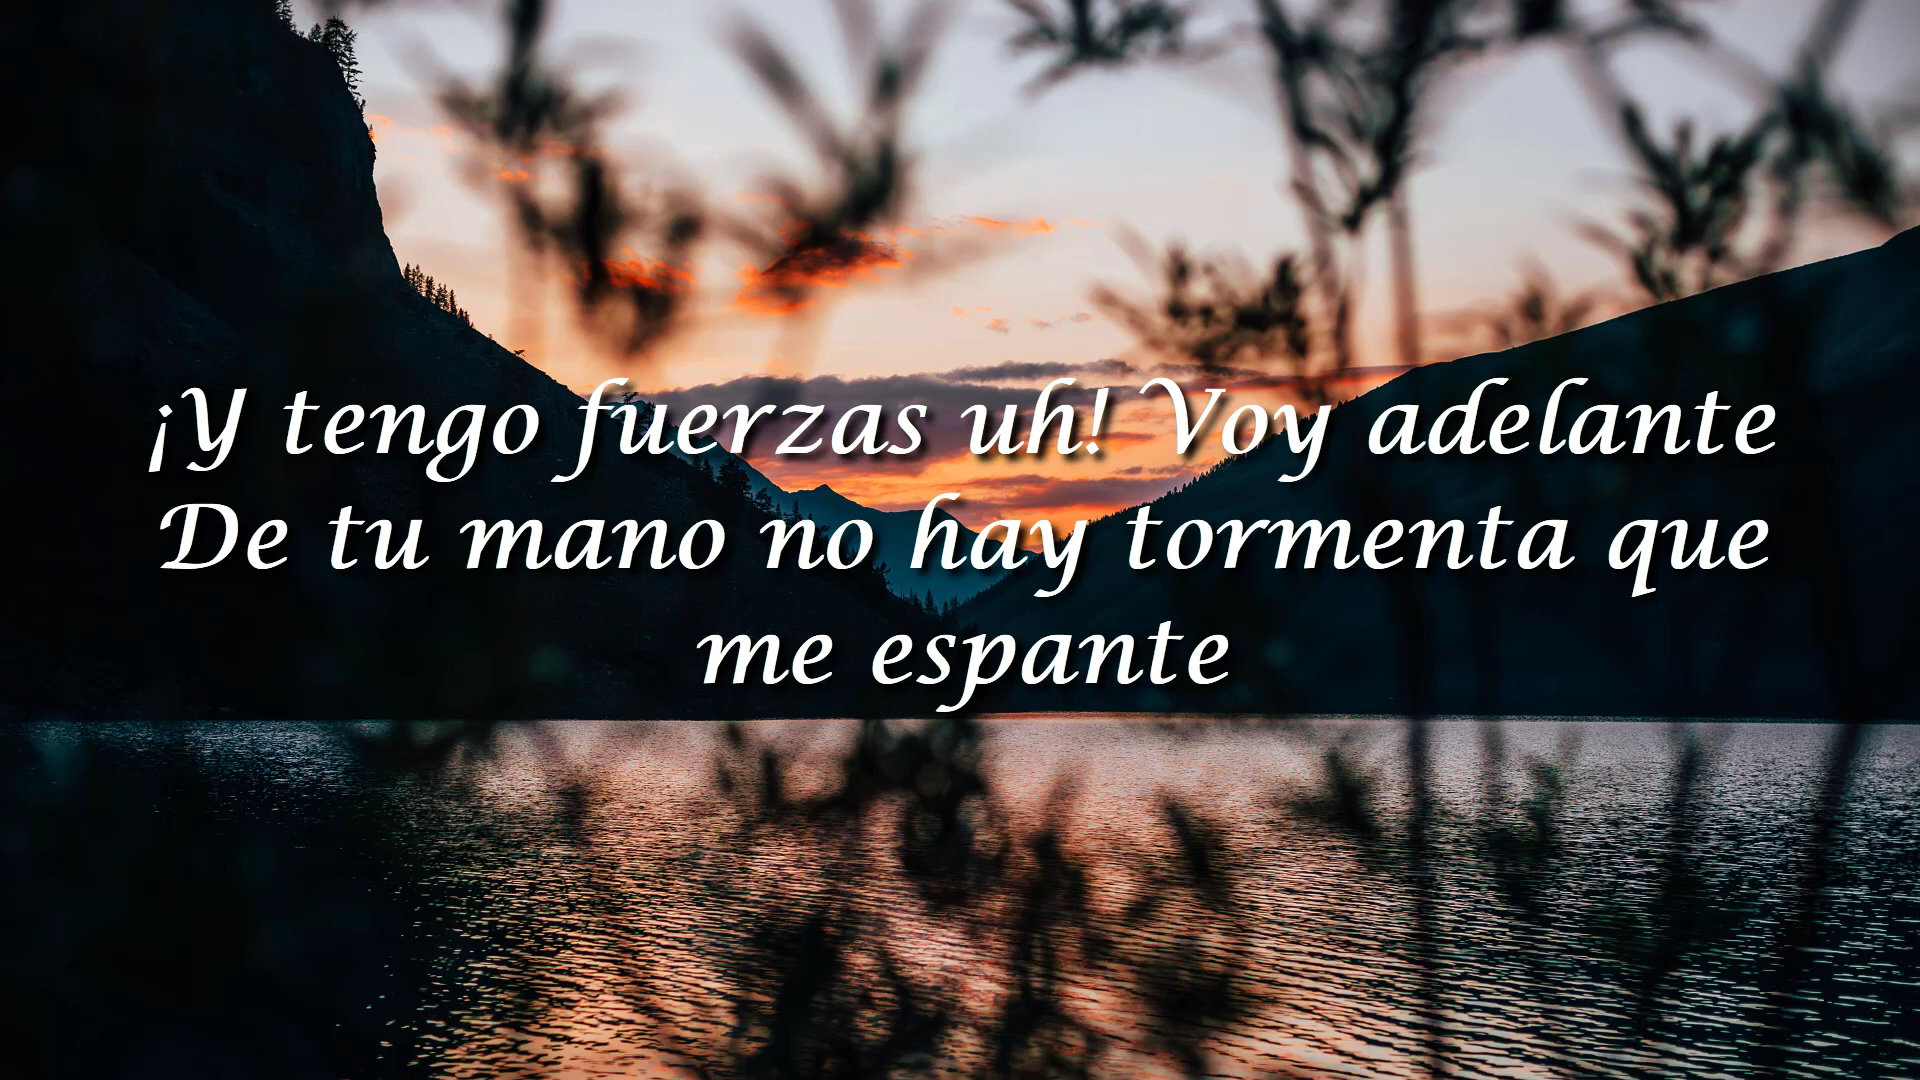 ¡Y tengo fuerzas uh! Voy adelante
De tu mano no hay tormenta que
me espante